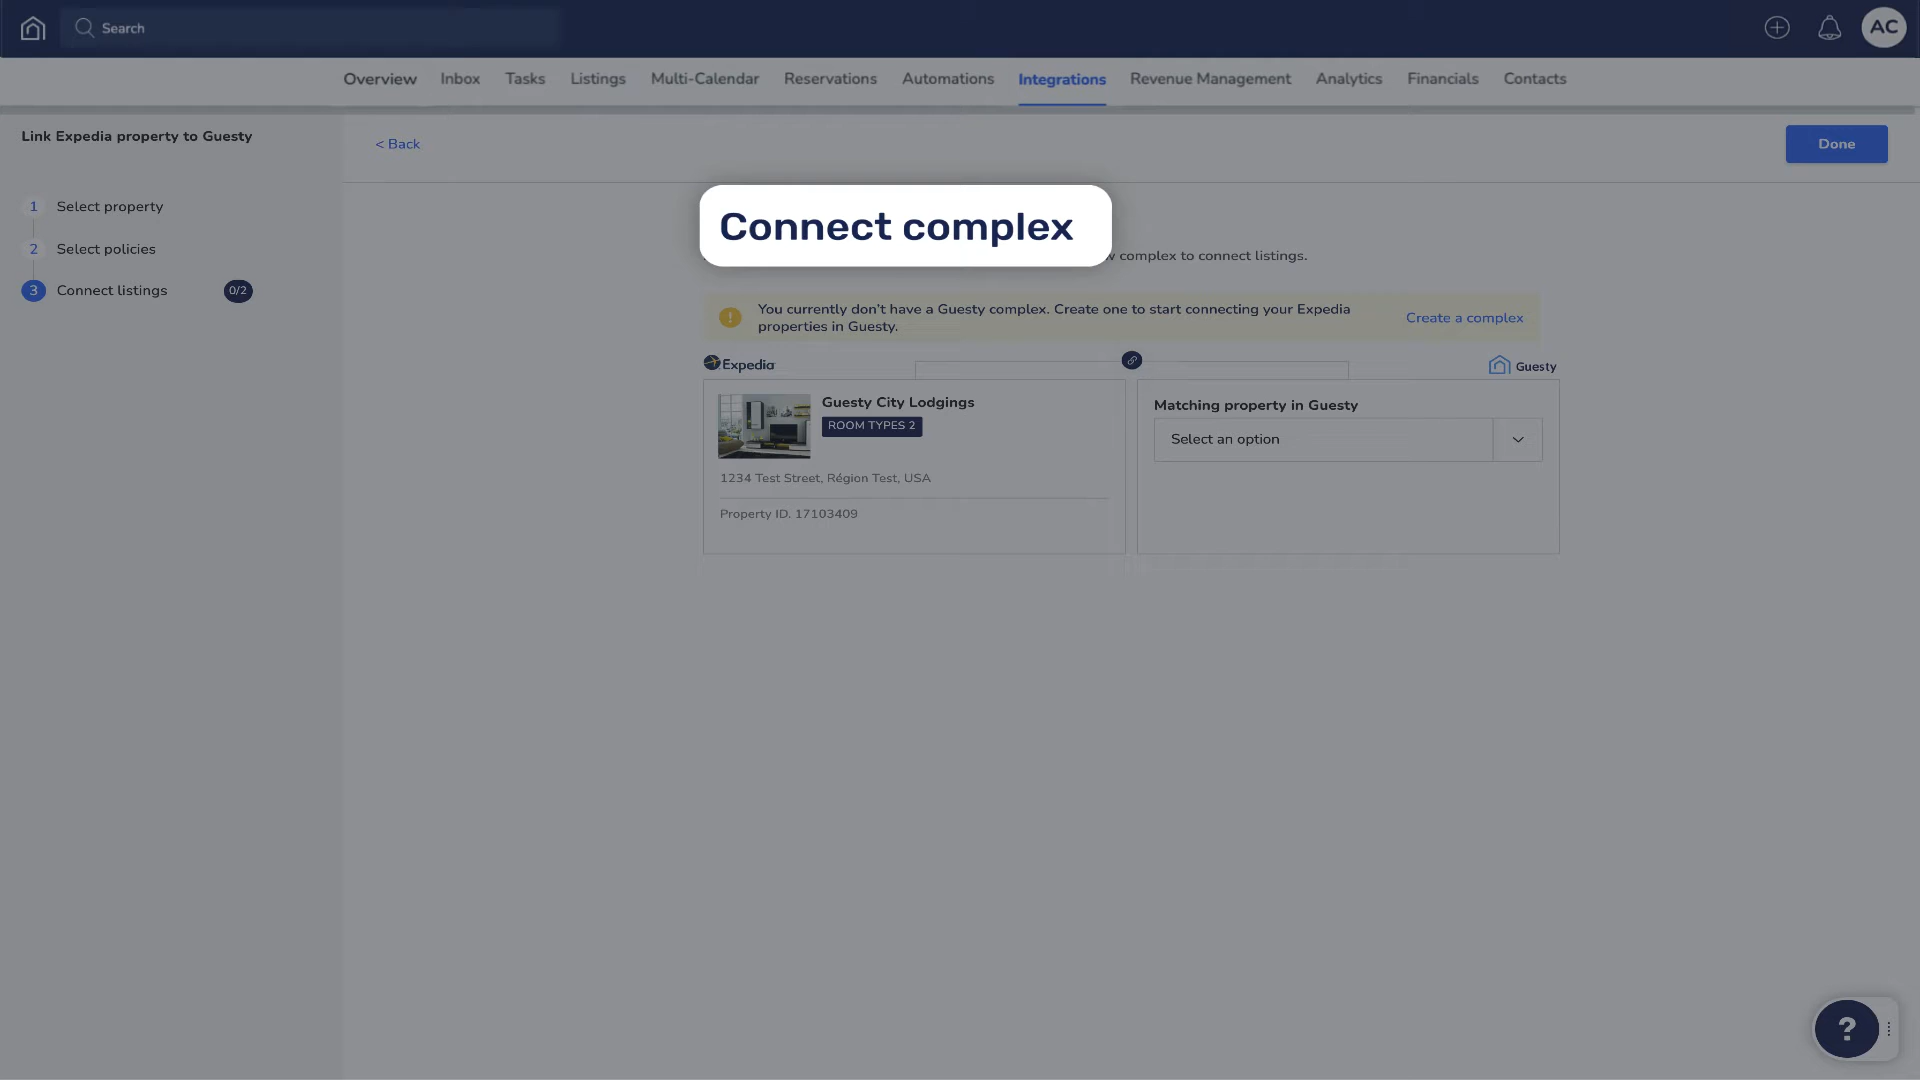 Search
AC
Overview Inbox Tasks Listings Multi-Calendar Reservations Automations Integrations Revenue Management Analytics Financials Contacts
Link Expedia property to Guesty
< Back
Done
1 Select property
2 Select policies
3 Connect listings 0/2
Connect complex
complex to connect listings.
You currently don't have a Guesty complex. Create one to start connecting your Expedia
properties in Guesty.
Create a complex
Expedia
Guesty
Guesty City Lodgings
ROOM TYPES 2
1234 Test Street, Région Test, USA
Property ID. 17103409
Matching property in Guesty
Select an option
?